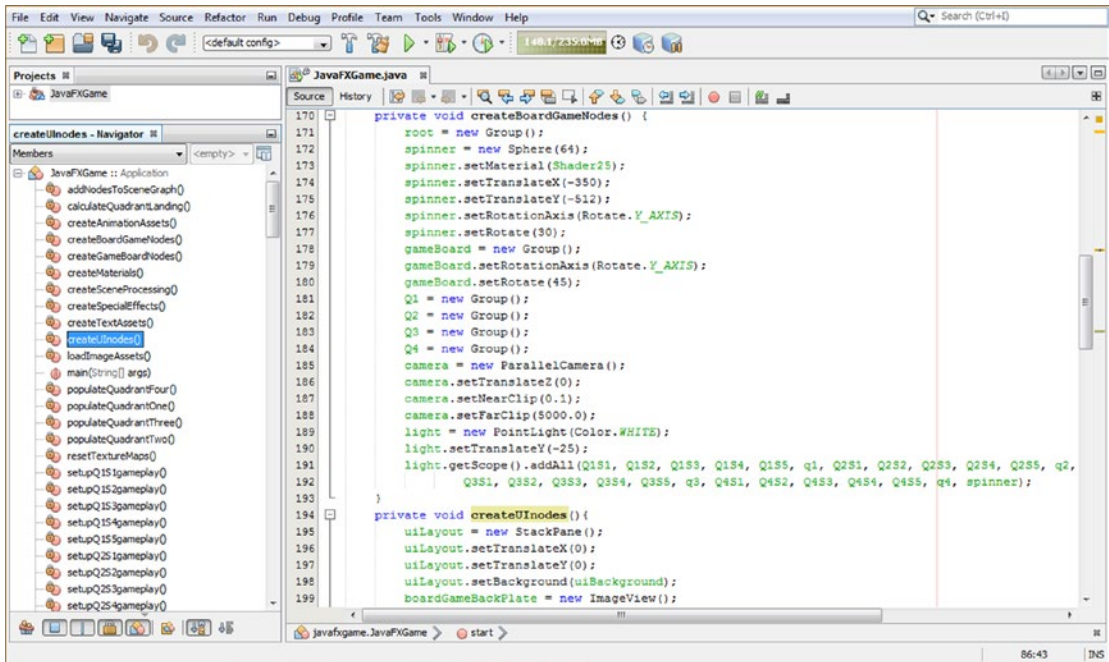 File Edit View Navigate Source Refactor Run Debug Profile Team Tools Window Help
Search (Ctrl+I)
<default config>
148.1/235.0MB
Projects
JavaFXGame
createUInodes - Navigator
Members
<empty>
JavaFXGame :: Application
addNodesToSceneGraph()
calculateQuadrantLanding()
createAnimationAssets()
createBoardGameNodes()
createGameBoardNodes()
createMaterials()
createSceneProcessing()
createSpecialEffects()
createTextAssets()
createUInodes()
loadImageAssets()
main(String[] args)
populateQuadrantFour()
populateQuadrantOne()
populateQuadrantThree()
populateQuadrantTwo()
resetTextureMaps()
setupQ1S1gameplay()
setupQ1S2gameplay()
setupQ1S3gameplay()
setupQ1S4gameplay()
setupQ1S5gameplay()
setupQ2S1gameplay()
setupQ2S2gameplay()
setupQ2S3gameplay()
setupQ2S4gameplay()
JavaFXGame.java
Source History
170 private void createBoardGameNodes() {
171 root = new Group();
172 spinner = new Sphere(64);
173 spinner.setMaterial(Shader25);
174 spinner.setTranslateX(-350);
175 spinner.setTranslateY(-512);
176 spinner.setRotationAxis(Rotate.Y_AXIS);
177 spinner.setRotate(30);
178 gameBoard = new Group();
179 gameBoard.setRotationAxis(Rotate.Y_AXIS);
180 gameBoard.setRotate(45);
181 Q1 = new Group();
182 Q2 = new Group();
183 Q3 = new Group();
184 Q4 = new Group();
185 camera = new ParallelCamera();
186 camera.setTranslateZ(0);
187 camera.setNearClip(0.1);
188 camera.setFarClip(5000.0);
189 light = new PointLight(Color.WHITE);
190 light.setTranslateY(-25);
191 light.getScope().addAll(Q1S1, Q1S2, Q1S3, Q1S4, Q1S5, q1, Q2S1, Q2S2, Q2S3, Q2S4, Q2S5, q2,
192 Q3S1, Q3S2, Q3S3, Q3S4, Q3S5, q3, Q4S1, Q4S2, Q4S3, Q4S4, Q4S5, q4, spinner);
193 }
194 private void createUInodes(){
195 uiLayout = new StackPane();
196 uiLayout.setTranslateX(0);
197 uiLayout.setTranslateY(0);
198 uiLayout.setBackground(uiBackground);
199 boardGameBackPlate = new ImageView();
javafxgame.JavaFXGame start
86:43 INS